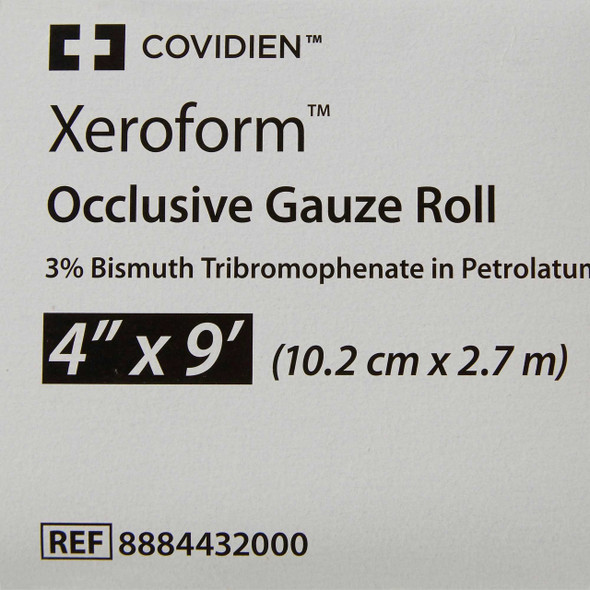 COVIDIEN™
Xeroform™
Occlusive Gauze Roll
3% Bismuth Tribromophenate in Petrolatum
4" x 9' (10.2 cm x 2.7 m)
REF 8884432000